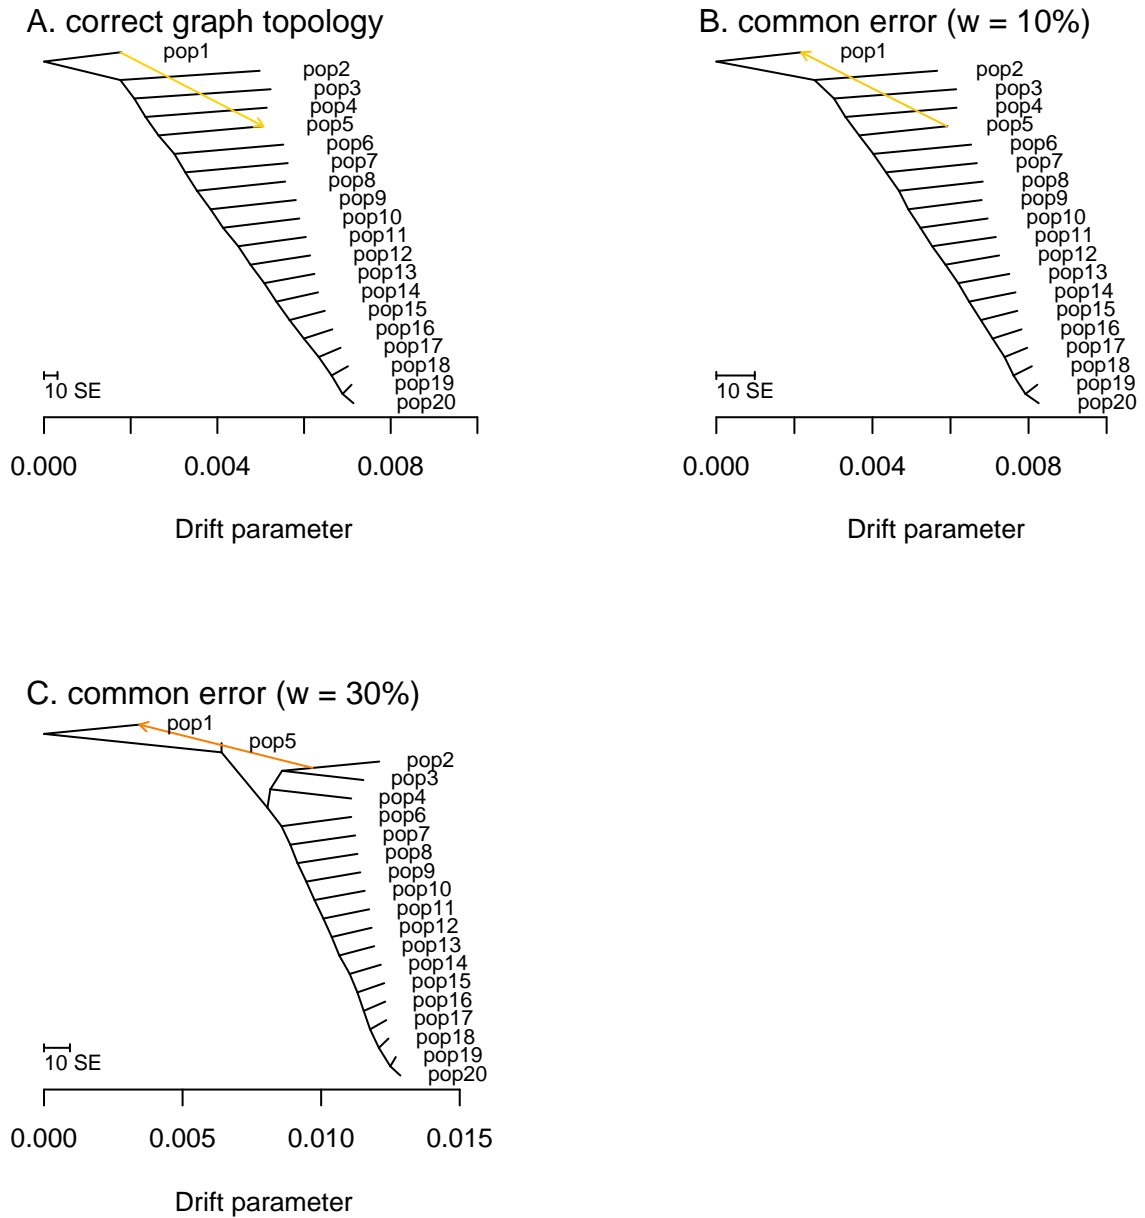 A. correct graph topology
pop1
pop2
pop3
pop4
pop5
pop6
pop7
pop8
pop9
pop10
pop11
pop12
pop13
pop14
pop15
pop16
pop17
pop18
pop19
pop20
10 SE
0.000 0.004 0.008
Drift parameter
B. common error (w = 10%)
pop1
pop2
pop3
pop4
pop5
pop6
pop7
pop8
pop9
pop10
pop11
pop12
pop13
pop14
pop15
pop16
pop17
pop18
pop19
pop20
10 SE
0.000 0.004 0.008
Drift parameter
C. common error (w = 30%)
pop1
pop5
pop2
pop3
pop4
pop6
pop7
pop8
pop9
pop10
pop11
pop12
pop13
pop14
pop15
pop16
pop17
pop18
pop19
pop20
10 SE
0.000 0.005 0.010 0.015
Drift parameter